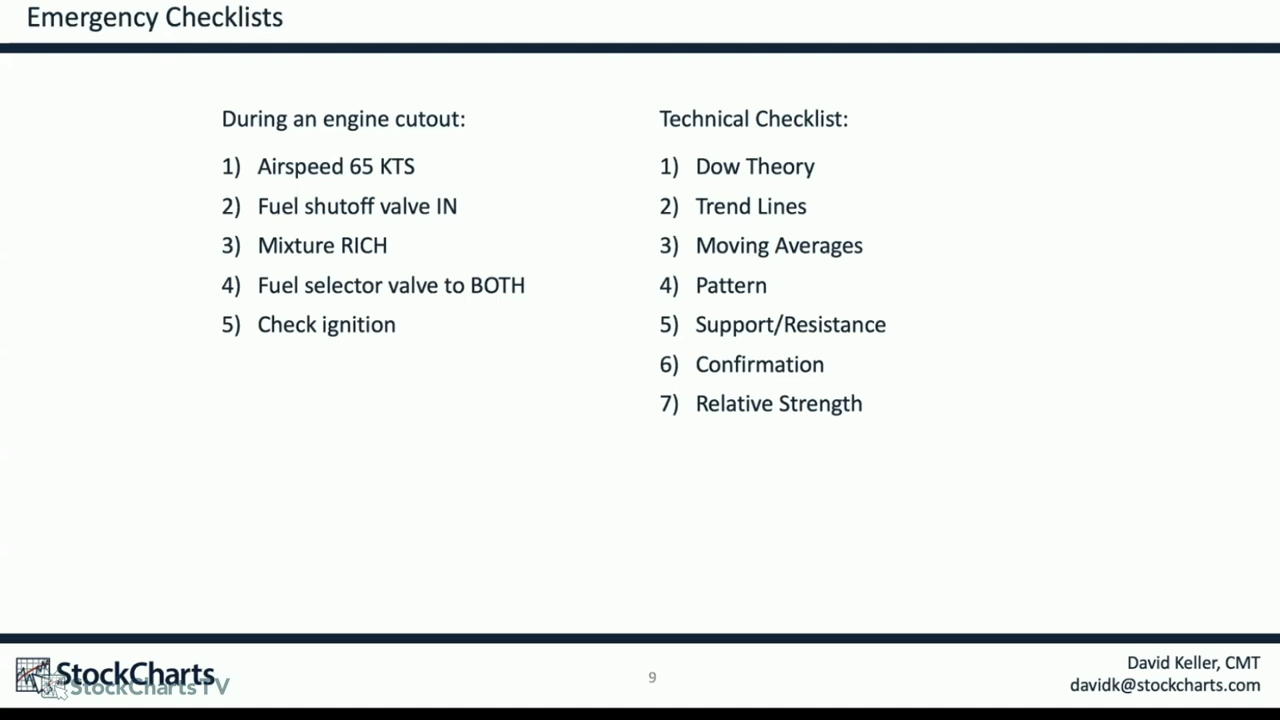 Emergency Checklists
During an engine cutout:
1) Airspeed 65 KTS
2) Fuel shutoff valve IN
3) Mixture RICH
4) Fuel selector valve to BOTH
5) Check ignition
Technical Checklist:
1) Dow Theory
2) Trend Lines
3) Moving Averages
4) Pattern
5) Support/Resistance
6) Confirmation
7) Relative Strength
StockCharts
StockChartsTV
9
David Keller, CMT
davidk@stockcharts.com